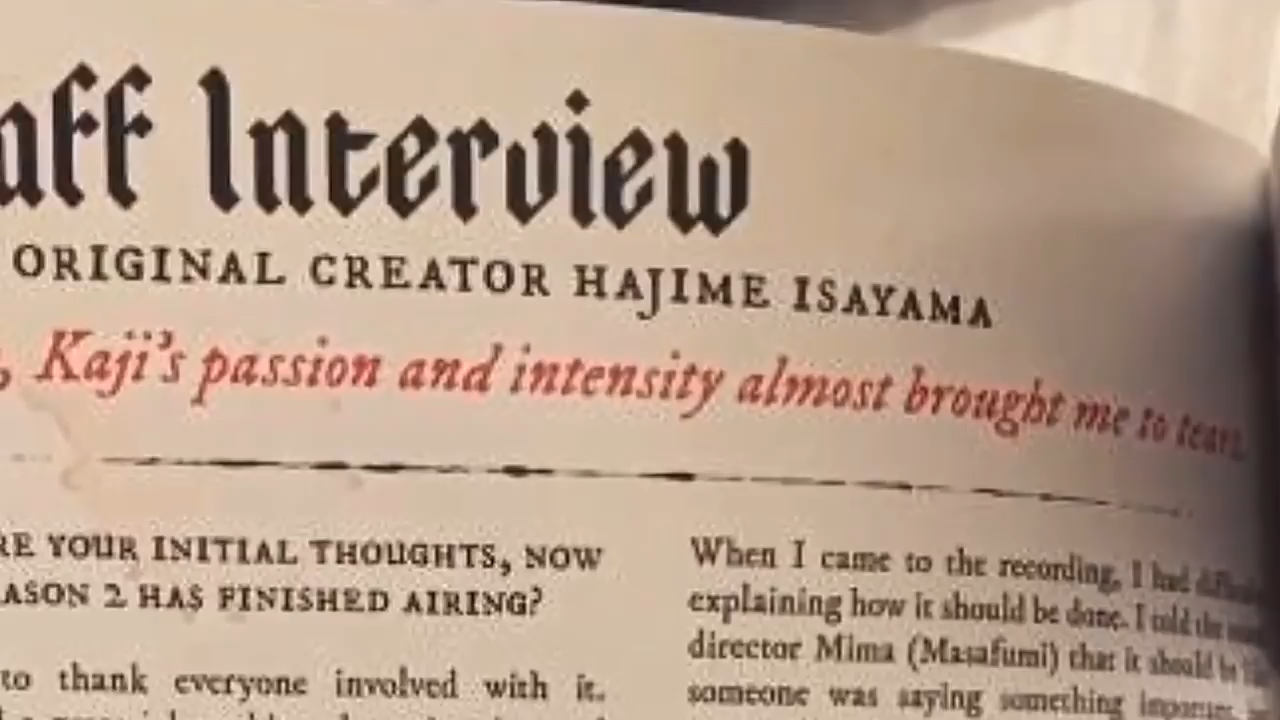 aff Interview
ORIGINAL CREATOR HAJIME ISAYAMA
Kaji's passion and intensity almost brought me to tears.
RE YOUR INITIAL THOUGHTS, NOW
EASON 2 HAS FINISHED AIRING?
to thank everyone involved with it.
When I came to the recording, I had
explaining how it should be done. I told the
director Mima (Masafumi) that it should
someone was saying something